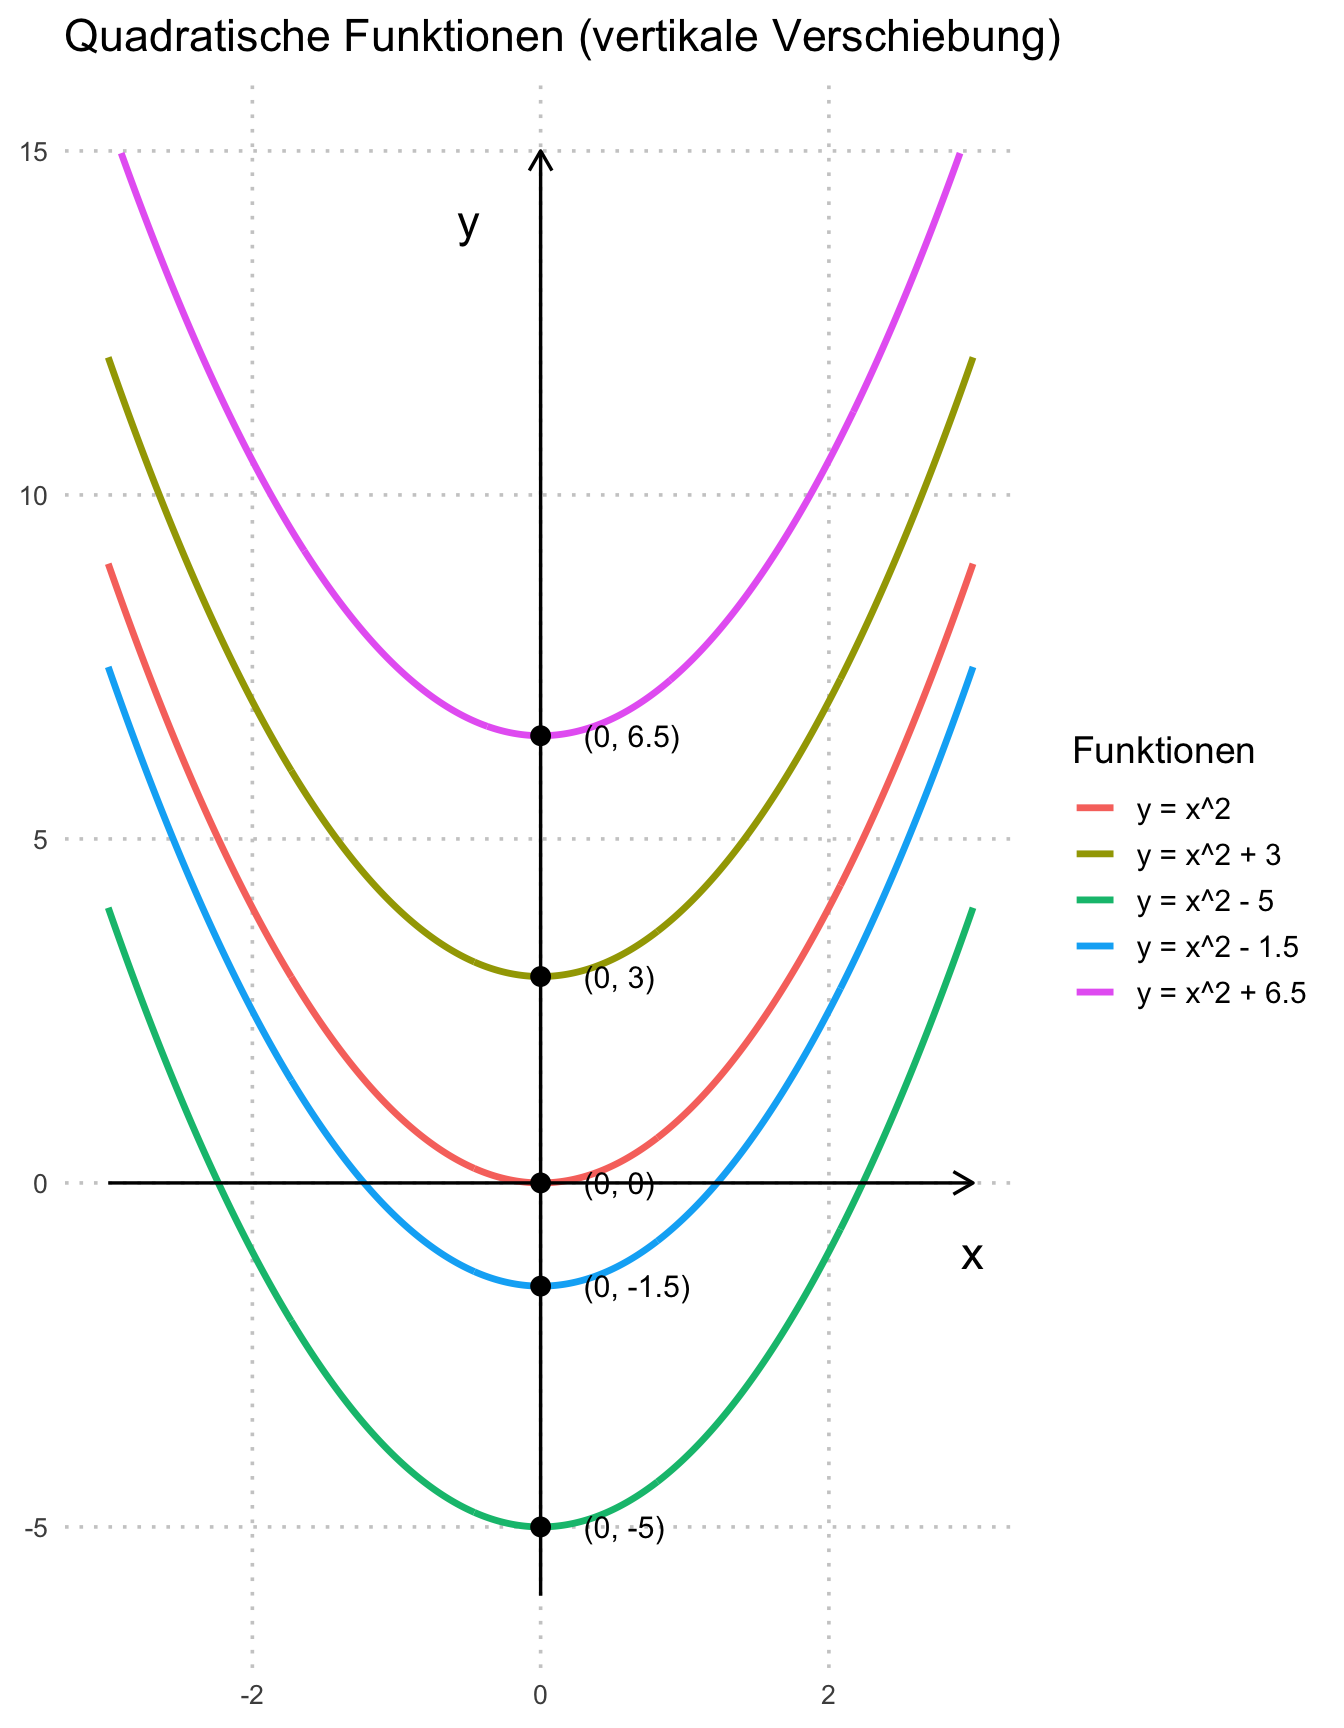 Quadratische Funktionen (vertikale Verschiebung)
15
y
10
(0, 6.5)
Funktionen
y = x^2
5
y = x^2 + 3
y = x^2 - 5
y = x^2 - 1.5
(0, 3)
y = x^2 + 6.5
0
(0, 0)
x
(0, -1.5)
-5
(0, -5)
-2 0 2